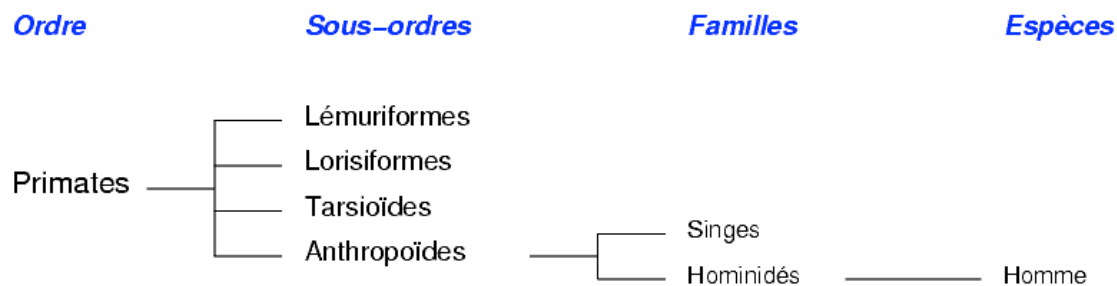 Ordre Sous-ordres Familles Espèces
Lémuriformes
Lorisiformes
Primates
Tarsioïdes
Singes
Anthropoïdes
Hominidés Homme